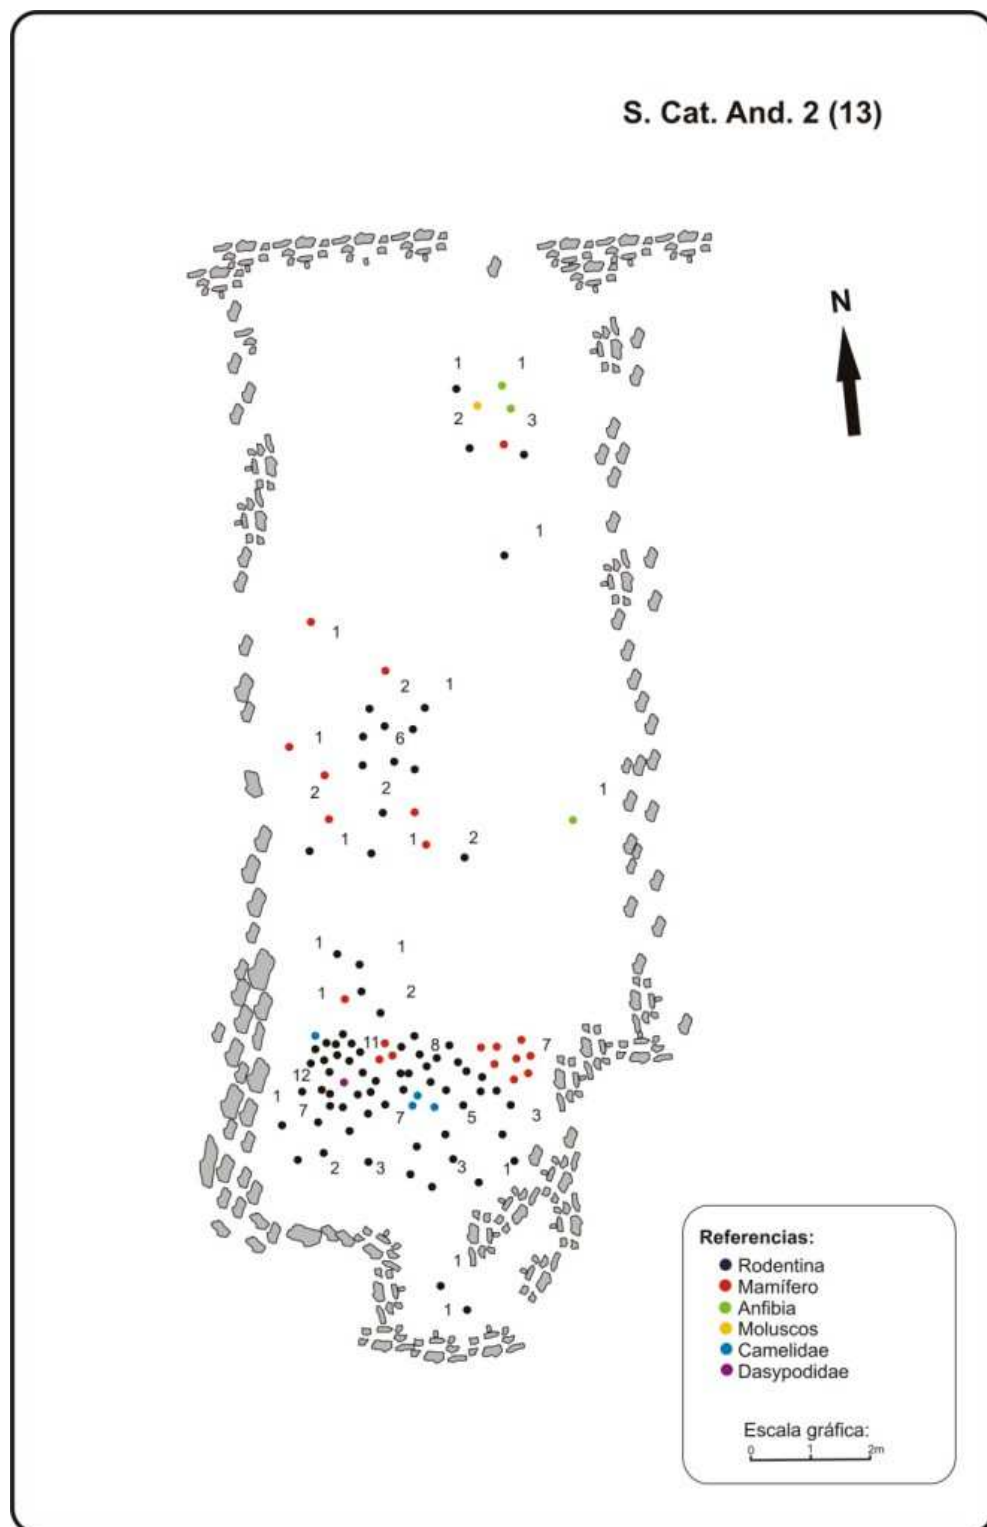 S. Cat. And. 2 (13)
N
1 1
2 3
1
1
2 1
1 6
2 2 1
1 1 2
1 1
1 2
11 8 7
12
1 7 7 5 3
2 3 3 1
1
1
Referencias:
Rodentina
Mamífero
Anfibia
Moluscos
Camelidae
Dasypodidae
Escala gráfica:
0 1 2m